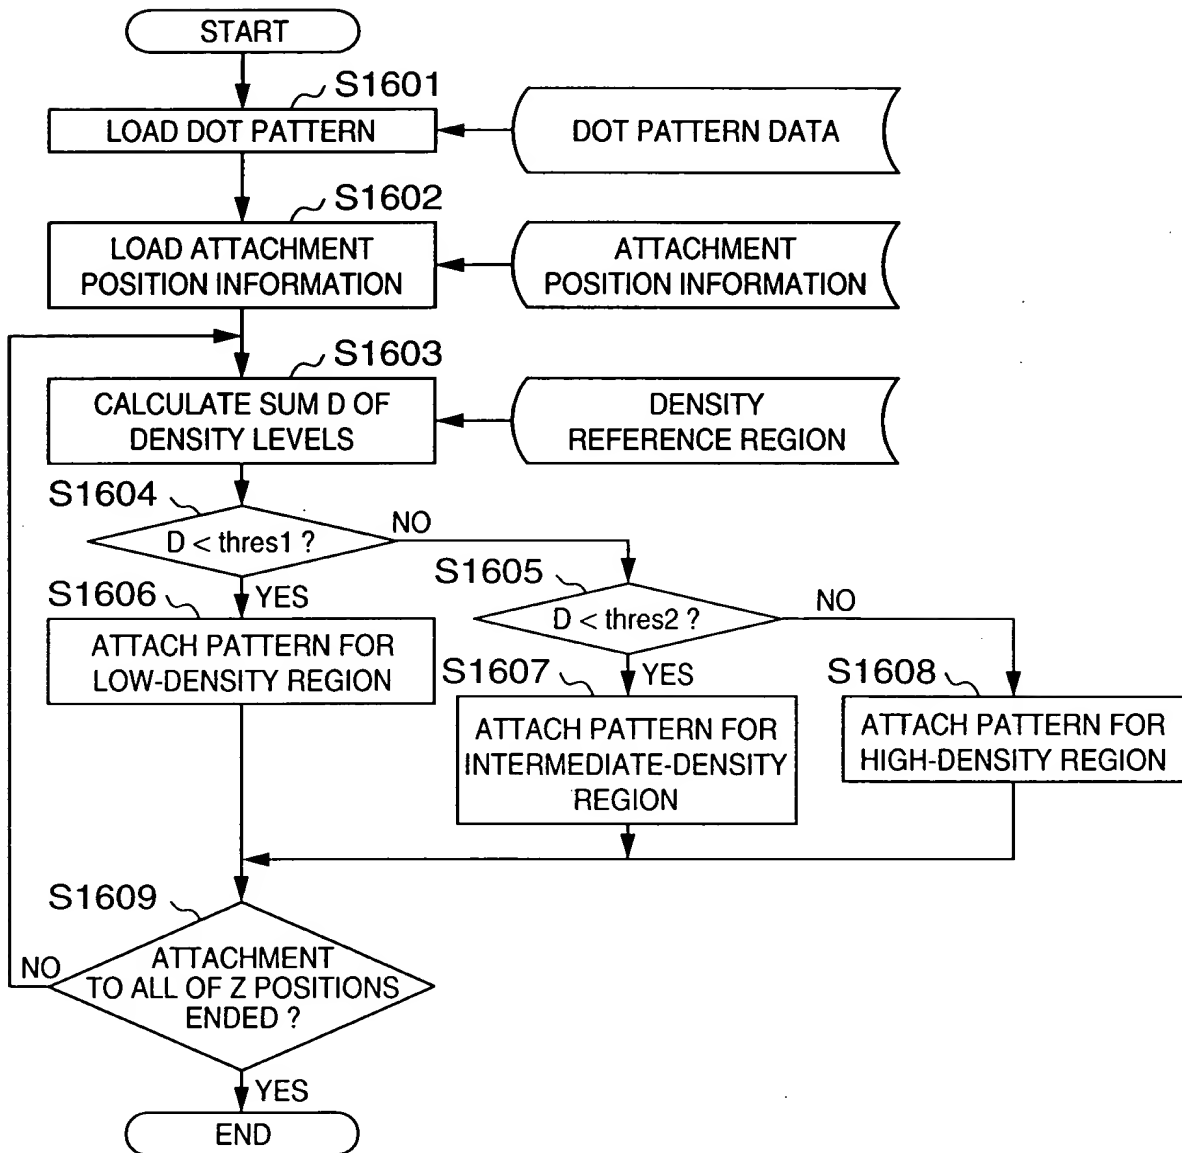 START
S1601
LOAD DOT PATTERN
DOT PATTERN DATA
S1602
LOAD ATTACHMENT
POSITION INFORMATION
ATTACHMENT
POSITION INFORMATION
S1603
CALCULATE SUM D OF
DENSITY LEVELS
DENSITY
REFERENCE REGION
S1604
D < thres1 ?
NO
YES
S1605
D < thres2 ?
NO
YES
S1606
ATTACH PATTERN FOR
LOW-DENSITY REGION
S1607
ATTACH PATTERN FOR
INTERMEDIATE-DENSITY
REGION
S1608
ATTACH PATTERN FOR
HIGH-DENSITY REGION
S1609
ATTACHMENT
TO ALL OF Z POSITIONS
ENDED ?
NO
YES
END